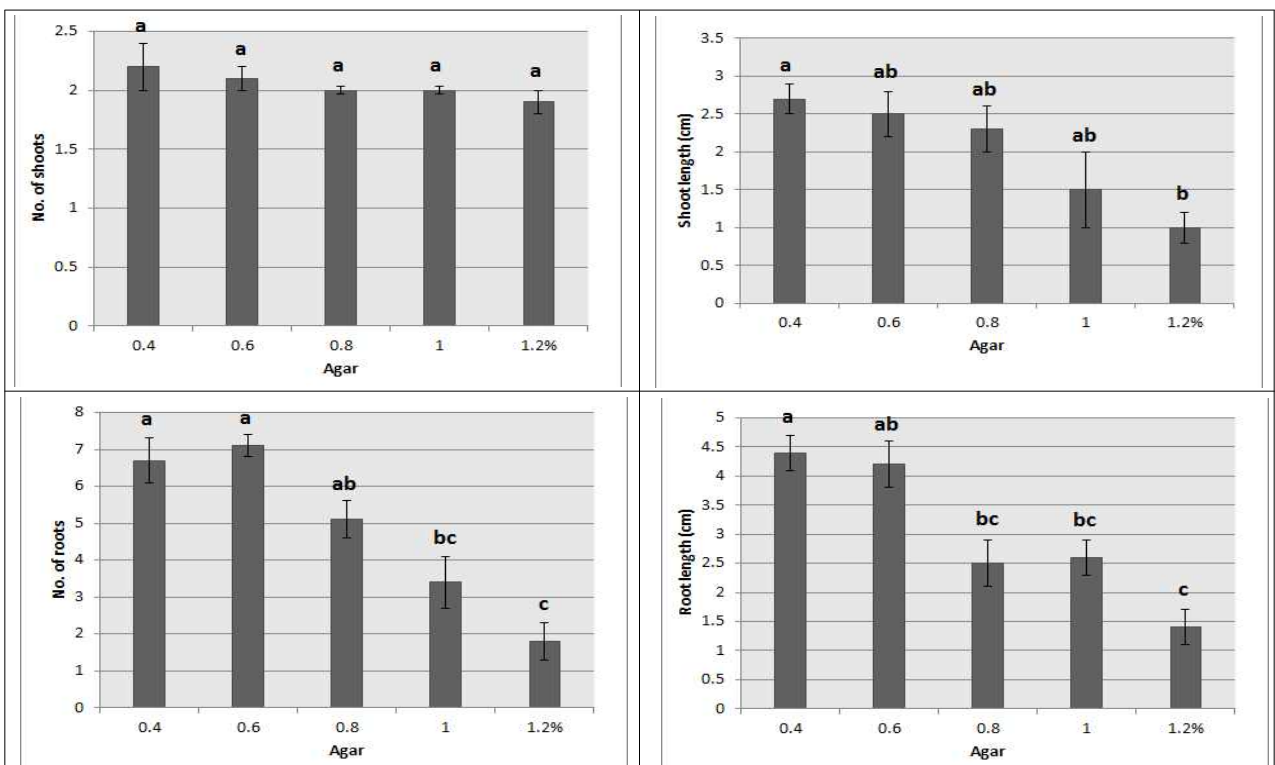 No. of shoots
2.5
2
1.5
1
0.5
0
a
a
a
a
a
0.4 0.6 0.8 1 1.2%
Agar
Shoot length (cm)
3.5
3
2.5
2
1.5
1
0.5
0
a
ab
ab
ab
b
0.4 0.6 0.8 1 1.2%
Agar
No. of roots
8
7
6
5
4
3
2
1
0
a
a
ab
bc
c
0.4 0.6 0.8 1 1.2%
Agar
Root length (cm)
5
4.5
4
3.5
3
2.5
2
1.5
1
0.5
0
a
ab
bc
bc
c
0.4 0.6 0.8 1 1.2%
Agar